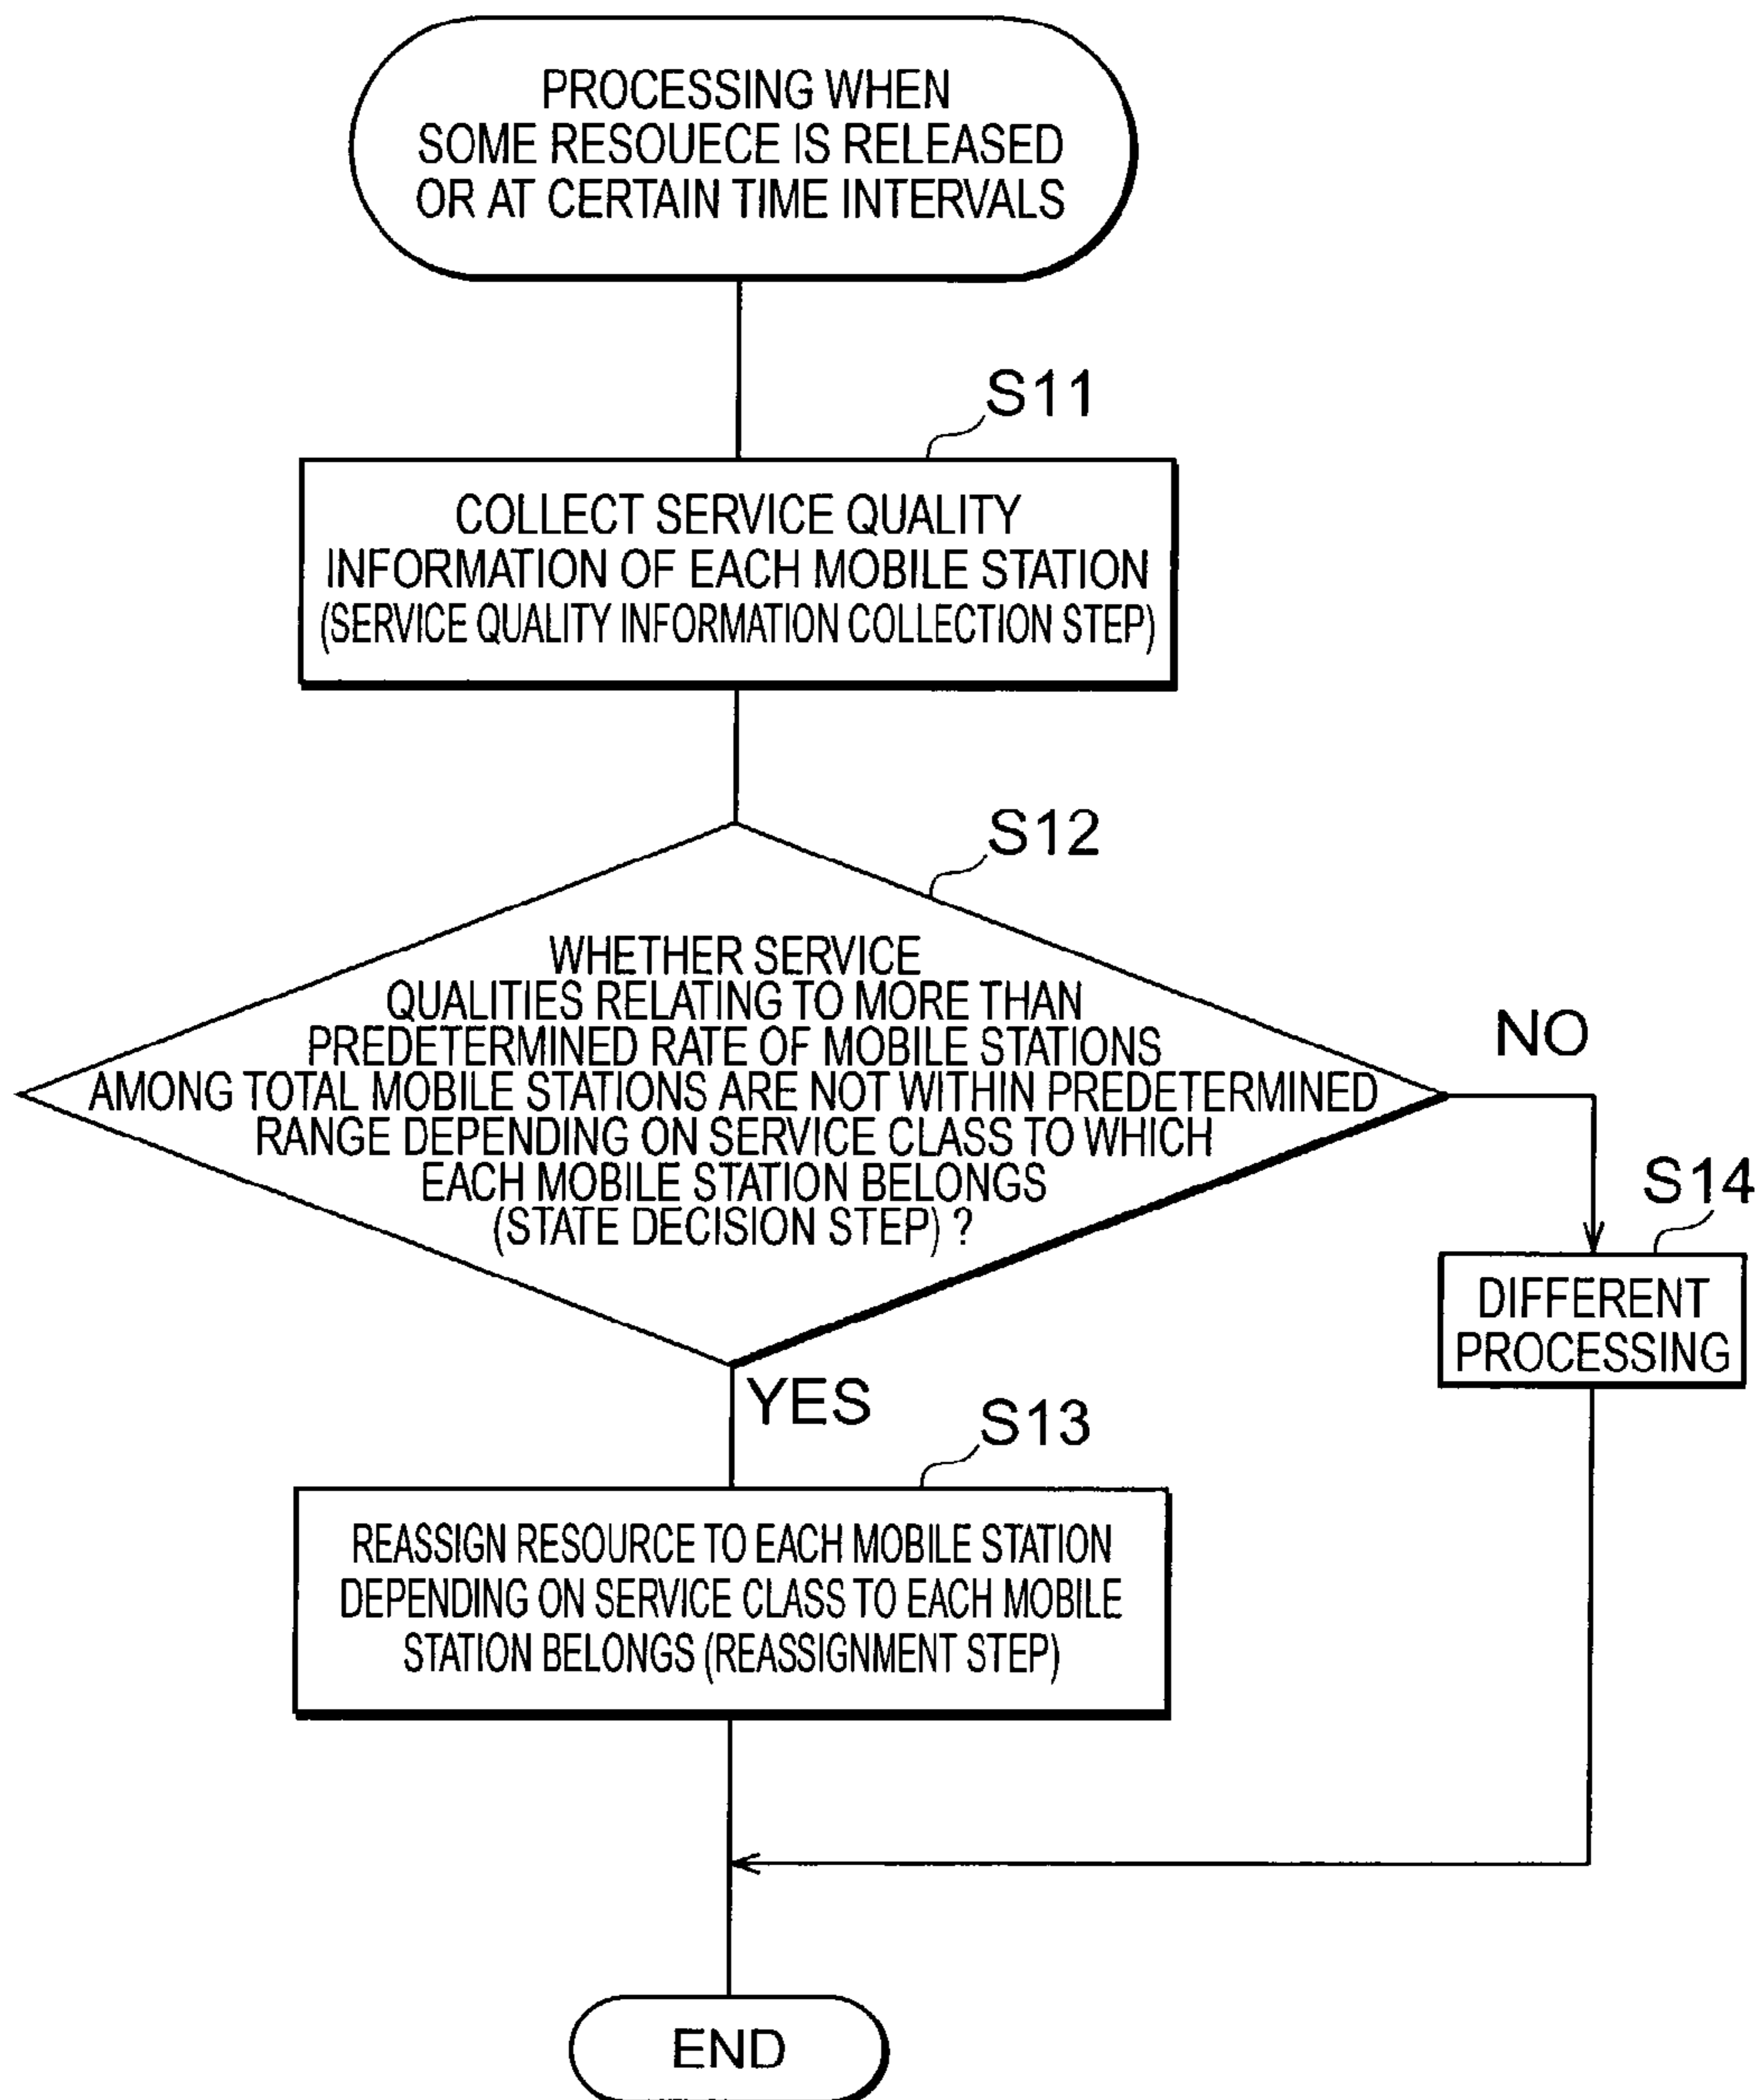 PROCESSING WHEN
SOME RESOUECE IS RELEASED
OR AT CERTAIN TIME INTERVALS
S11
COLLECT SERVICE QUALITY
INFORMATION OF EACH MOBILE STATION
(SERVICE QUALITY INFORMATION COLLECTION STEP)
S12
WHETHER SERVICE
QUALITIES RELATING TO MORE THAN
PREDETERMINED RATE OF MOBILE STATIONS
AMONG TOTAL MOBILE STATIONS ARE NOT WITHIN PREDETERMINED
RANGE DEPENDING ON SERVICE CLASS TO WHICH
EACH MOBILE STATION BELONGS
(STATE DECISION STEP) ?
NO
S14
DIFFERENT
PROCESSING
YES
S13
REASSIGN RESOURCE TO EACH MOBILE STATION
DEPENDING ON SERVICE CLASS TO EACH MOBILE
STATION BELONGS (REASSIGNMENT STEP)
END